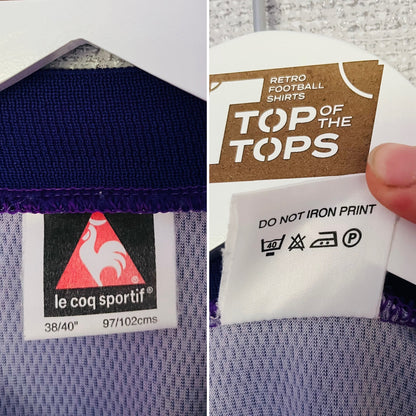 le coq sportif®
38/40" 97/102cms
RETRO
FOOTBALL
SHIRTS
TOP OF
THE
TOPS
DO NOT IRON PRINT
40 P